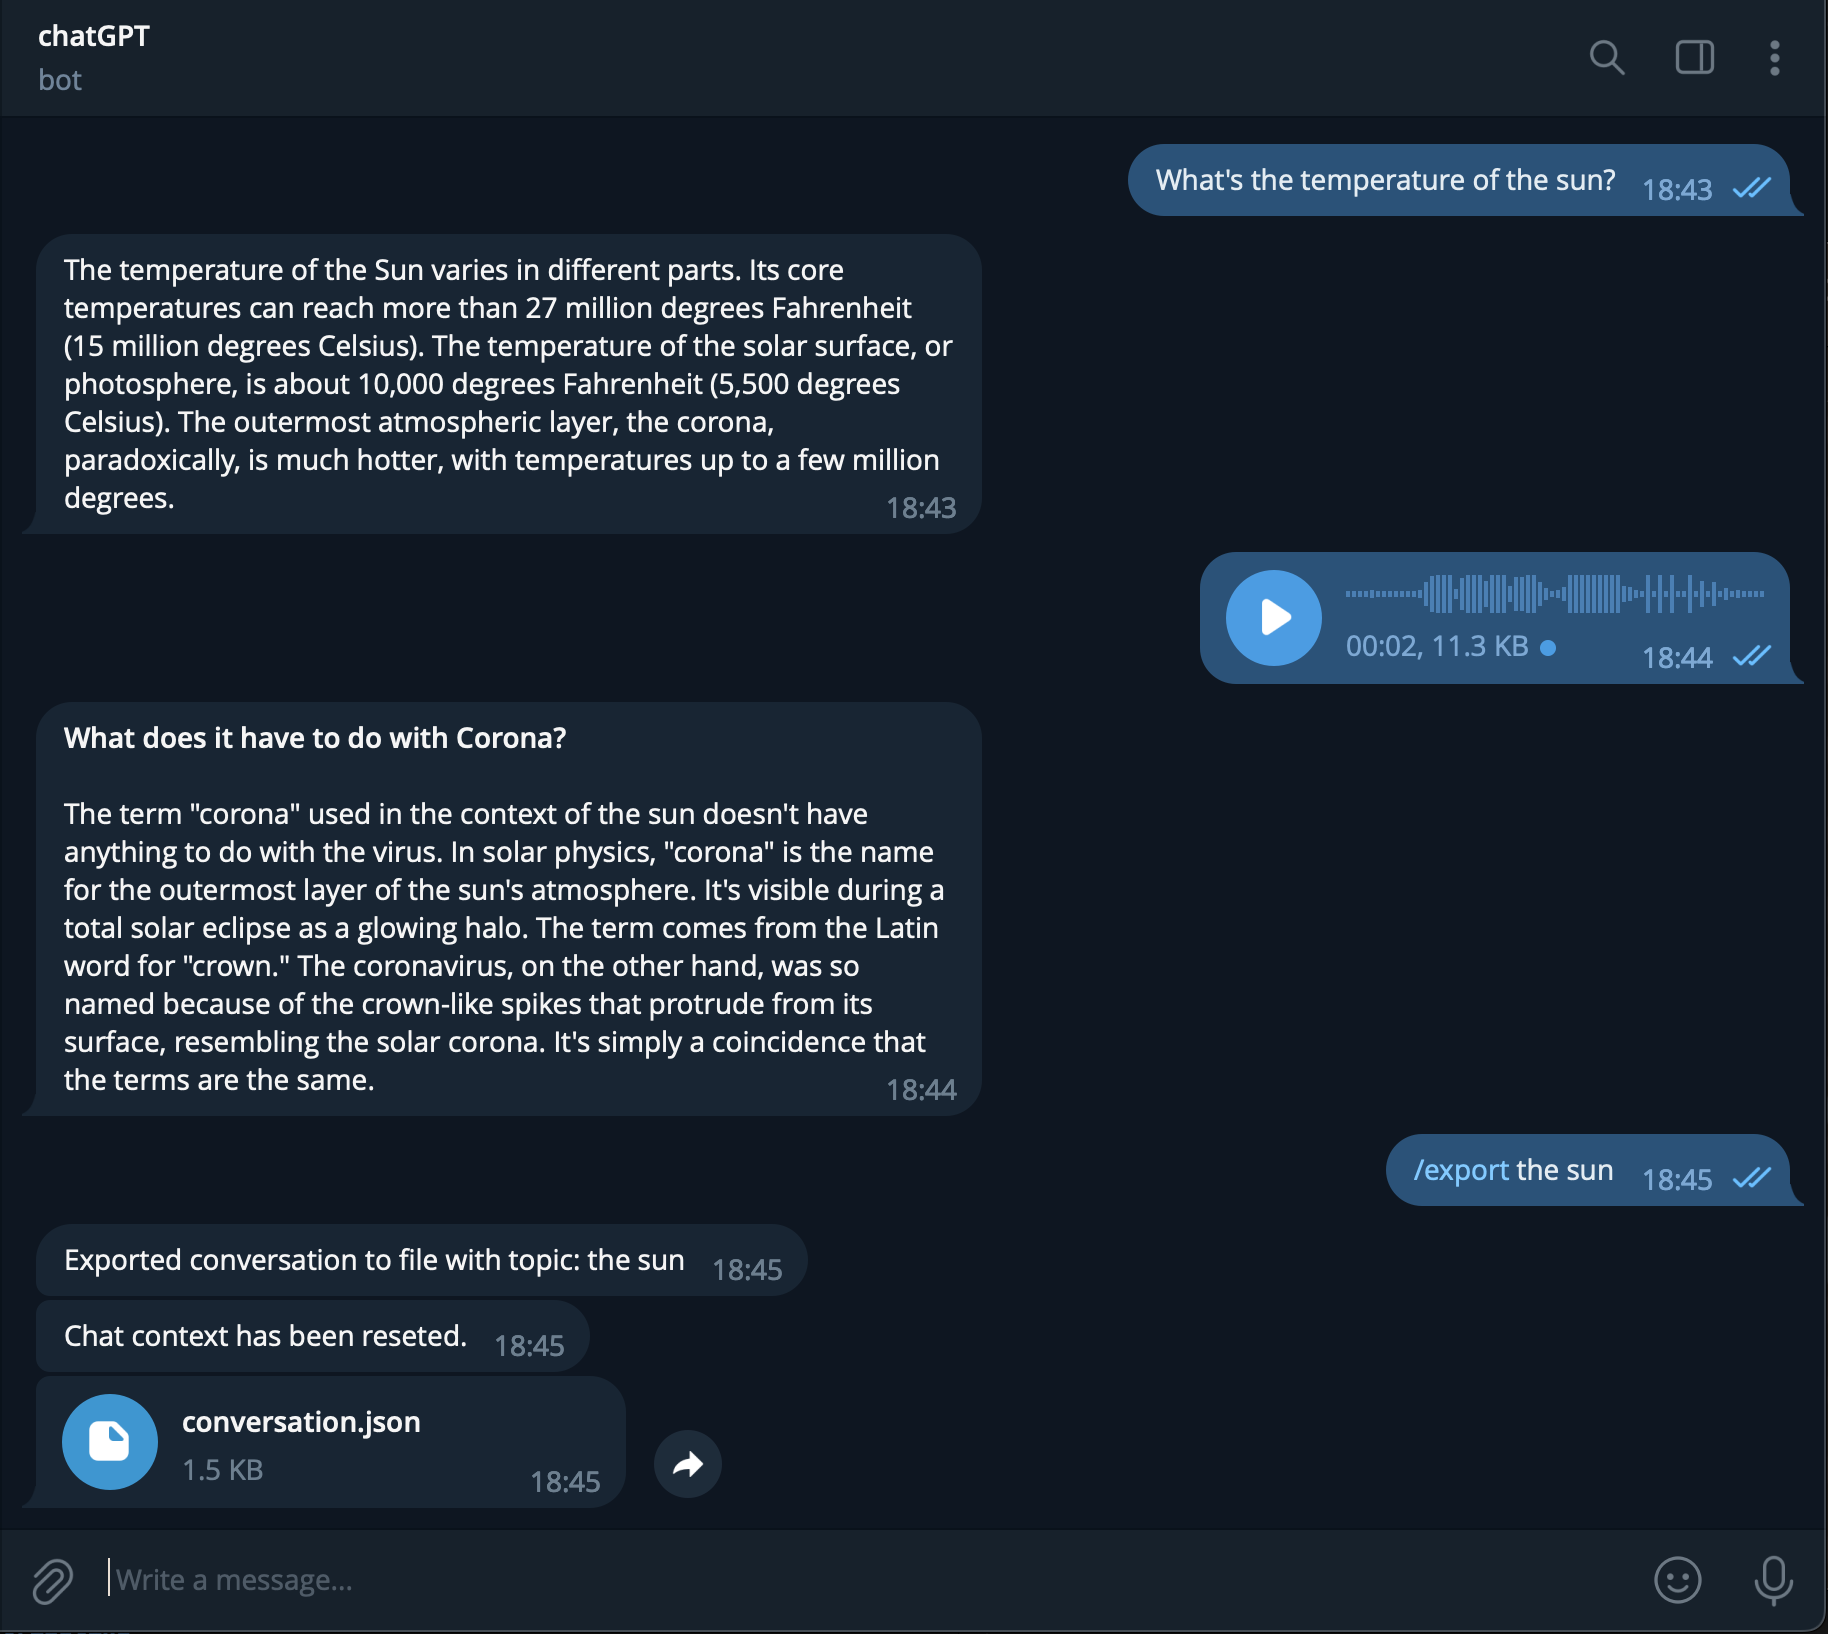 chatGPT
bot
What's the temperature of the sun? 18:43
The temperature of the Sun varies in different parts. Its core
temperatures can reach more than 27 million degrees Fahrenheit
(15 million degrees Celsius). The temperature of the solar surface, or
photosphere, is about 10,000 degrees Fahrenheit (5,500 degrees
Celsius). The outermost atmospheric layer, the corona,
paradoxically, is much hotter, with temperatures up to a few million
degrees. 18:43
00:02, 11.3 KB 18:44
What does it have to do with Corona?
The term "corona" used in the context of the sun doesn't have
anything to do with the virus. In solar physics, "corona" is the name
for the outermost layer of the sun's atmosphere. It's visible during a
total solar eclipse as a glowing halo. The term comes from the Latin
word for "crown." The coronavirus, on the other hand, was so
named because of the crown-like spikes that protrude from its
surface, resembling the solar corona. It's simply a coincidence that
the terms are the same. 18:44
/export the sun 18:45
Exported conversation to file with topic: the sun 18:45
Chat context has been reseted. 18:45
conversation.json
1.5 KB 18:45
Write a message...